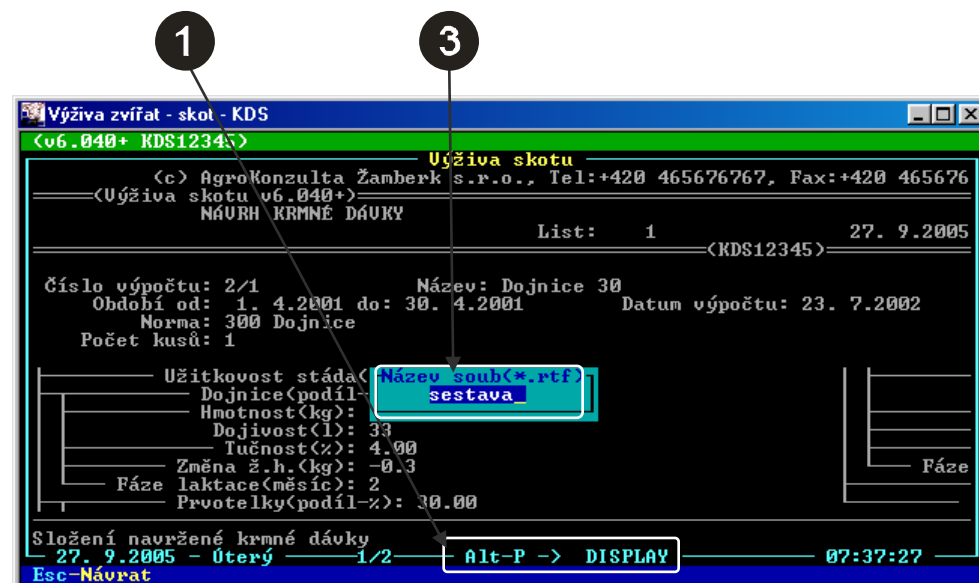 1 3
Výživa zvířat - skot - KDS
(v6.040+ KDS12345)
Výživa skotu
(c) AgroKonzulta Žamberk s.r.o., Tel:+420 465676767, Fax:+420 465676
(Výživa skotu v6.040+)
NÁVRH KRMNÉ DÁVKY
List: 1 27. 9.2005
(KDS12345)
Číslo výpočtu: 2/1 Název: Dojnice 30
Období od: 1. 4.2001 do: 30. 4.2001 Datum výpočtu: 23. 7.2002
Norma: 300 Dojnice
Počet kusů: 1
Užitkovost stáda( Název soub(*.rtf)
Dojnice(podíl- sestava_
Hmotnost(kg):
Dojivost(l): 33
Tučnost(%): 4.00
Změna ž.h.(kg): -0.3 Fáze
Fáze laktace(měsíc): 2
Prvotelky(podíl-%): 30.00
Složení navržené krmné dávky
27. 9.2005 - Úterý 1/2 Alt-P -> DISPLAY 07:37:27
Esc-Návrat